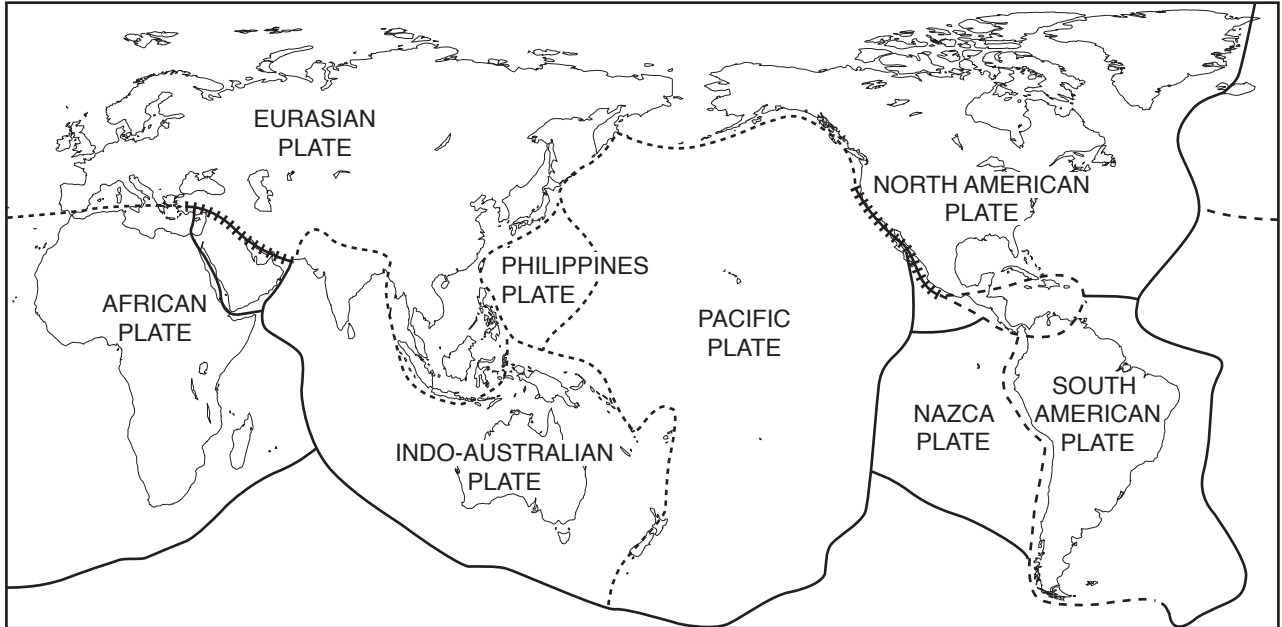 EURASIAN
PLATE
NORTH AMERICAN
PLATE
PHILIPPINES
PLATE
AFRICAN
PLATE
PACIFIC
PLATE
SOUTH
AMERICAN
PLATE
NAZCA
PLATE
INDO-AUSTRALIAN
PLATE